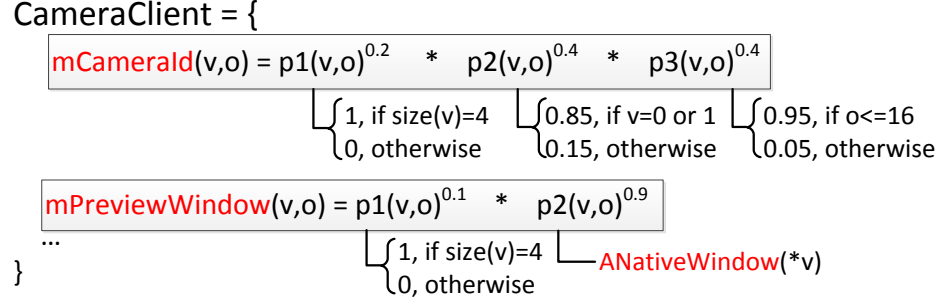 CameraClient = {
mCameraId(v,o) = p1(v,o)^0.2 * p2(v,o)^0.4 * p3(v,o)^0.4
1, if size(v)=4
0, otherwise
0.85, if v=0 or 1
0.15, otherwise
0.95, if o<=16
0.05, otherwise
mPreviewWindow(v,o) = p1(v,o)^0.1 * p2(v,o)^0.9
...
1, if size(v)=4
0, otherwise
ANativeWindow(*v)
}